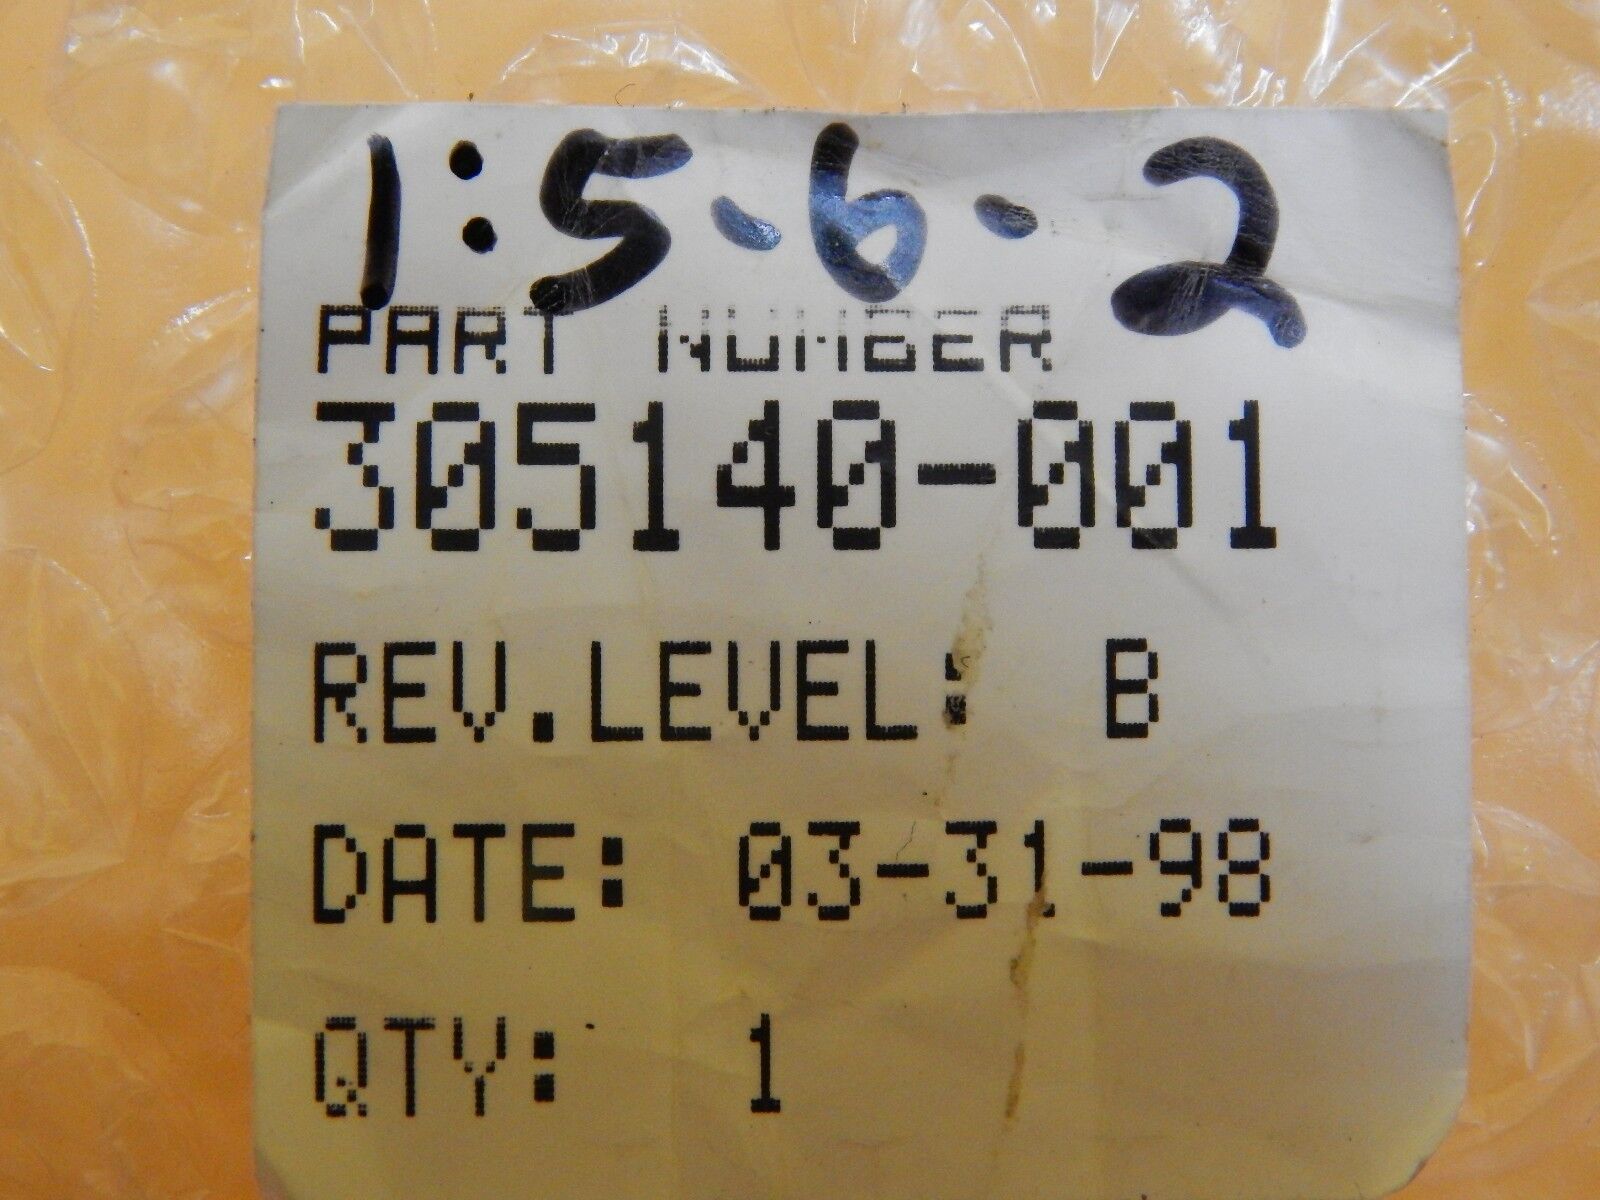 1:5-6-2
PART NUMBER
305140-001
REV.LEVEL: B
DATE: 03-31-98
QTY: 1